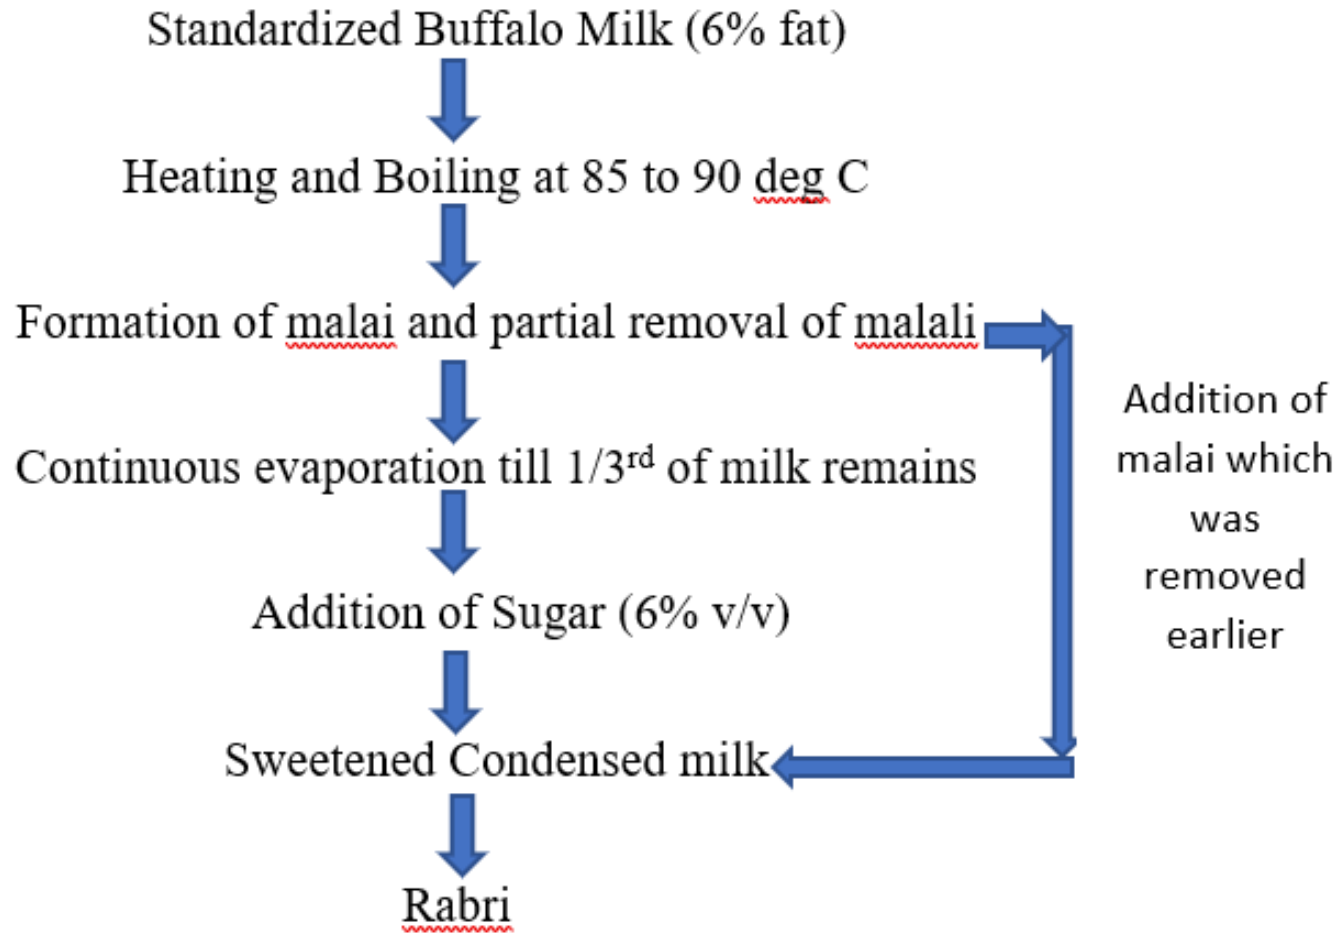 Standardized Buffalo Milk (6% fat)
Heating and Boiling at 85 to 90 deg C
Formation of malai and partial removal of malali
Continuous evaporation till 1/3rd of milk remains
Addition of Sugar (6% v/v)
Sweetened Condensed milk
Rabri
Addition of
malai which
was
removed
earlier